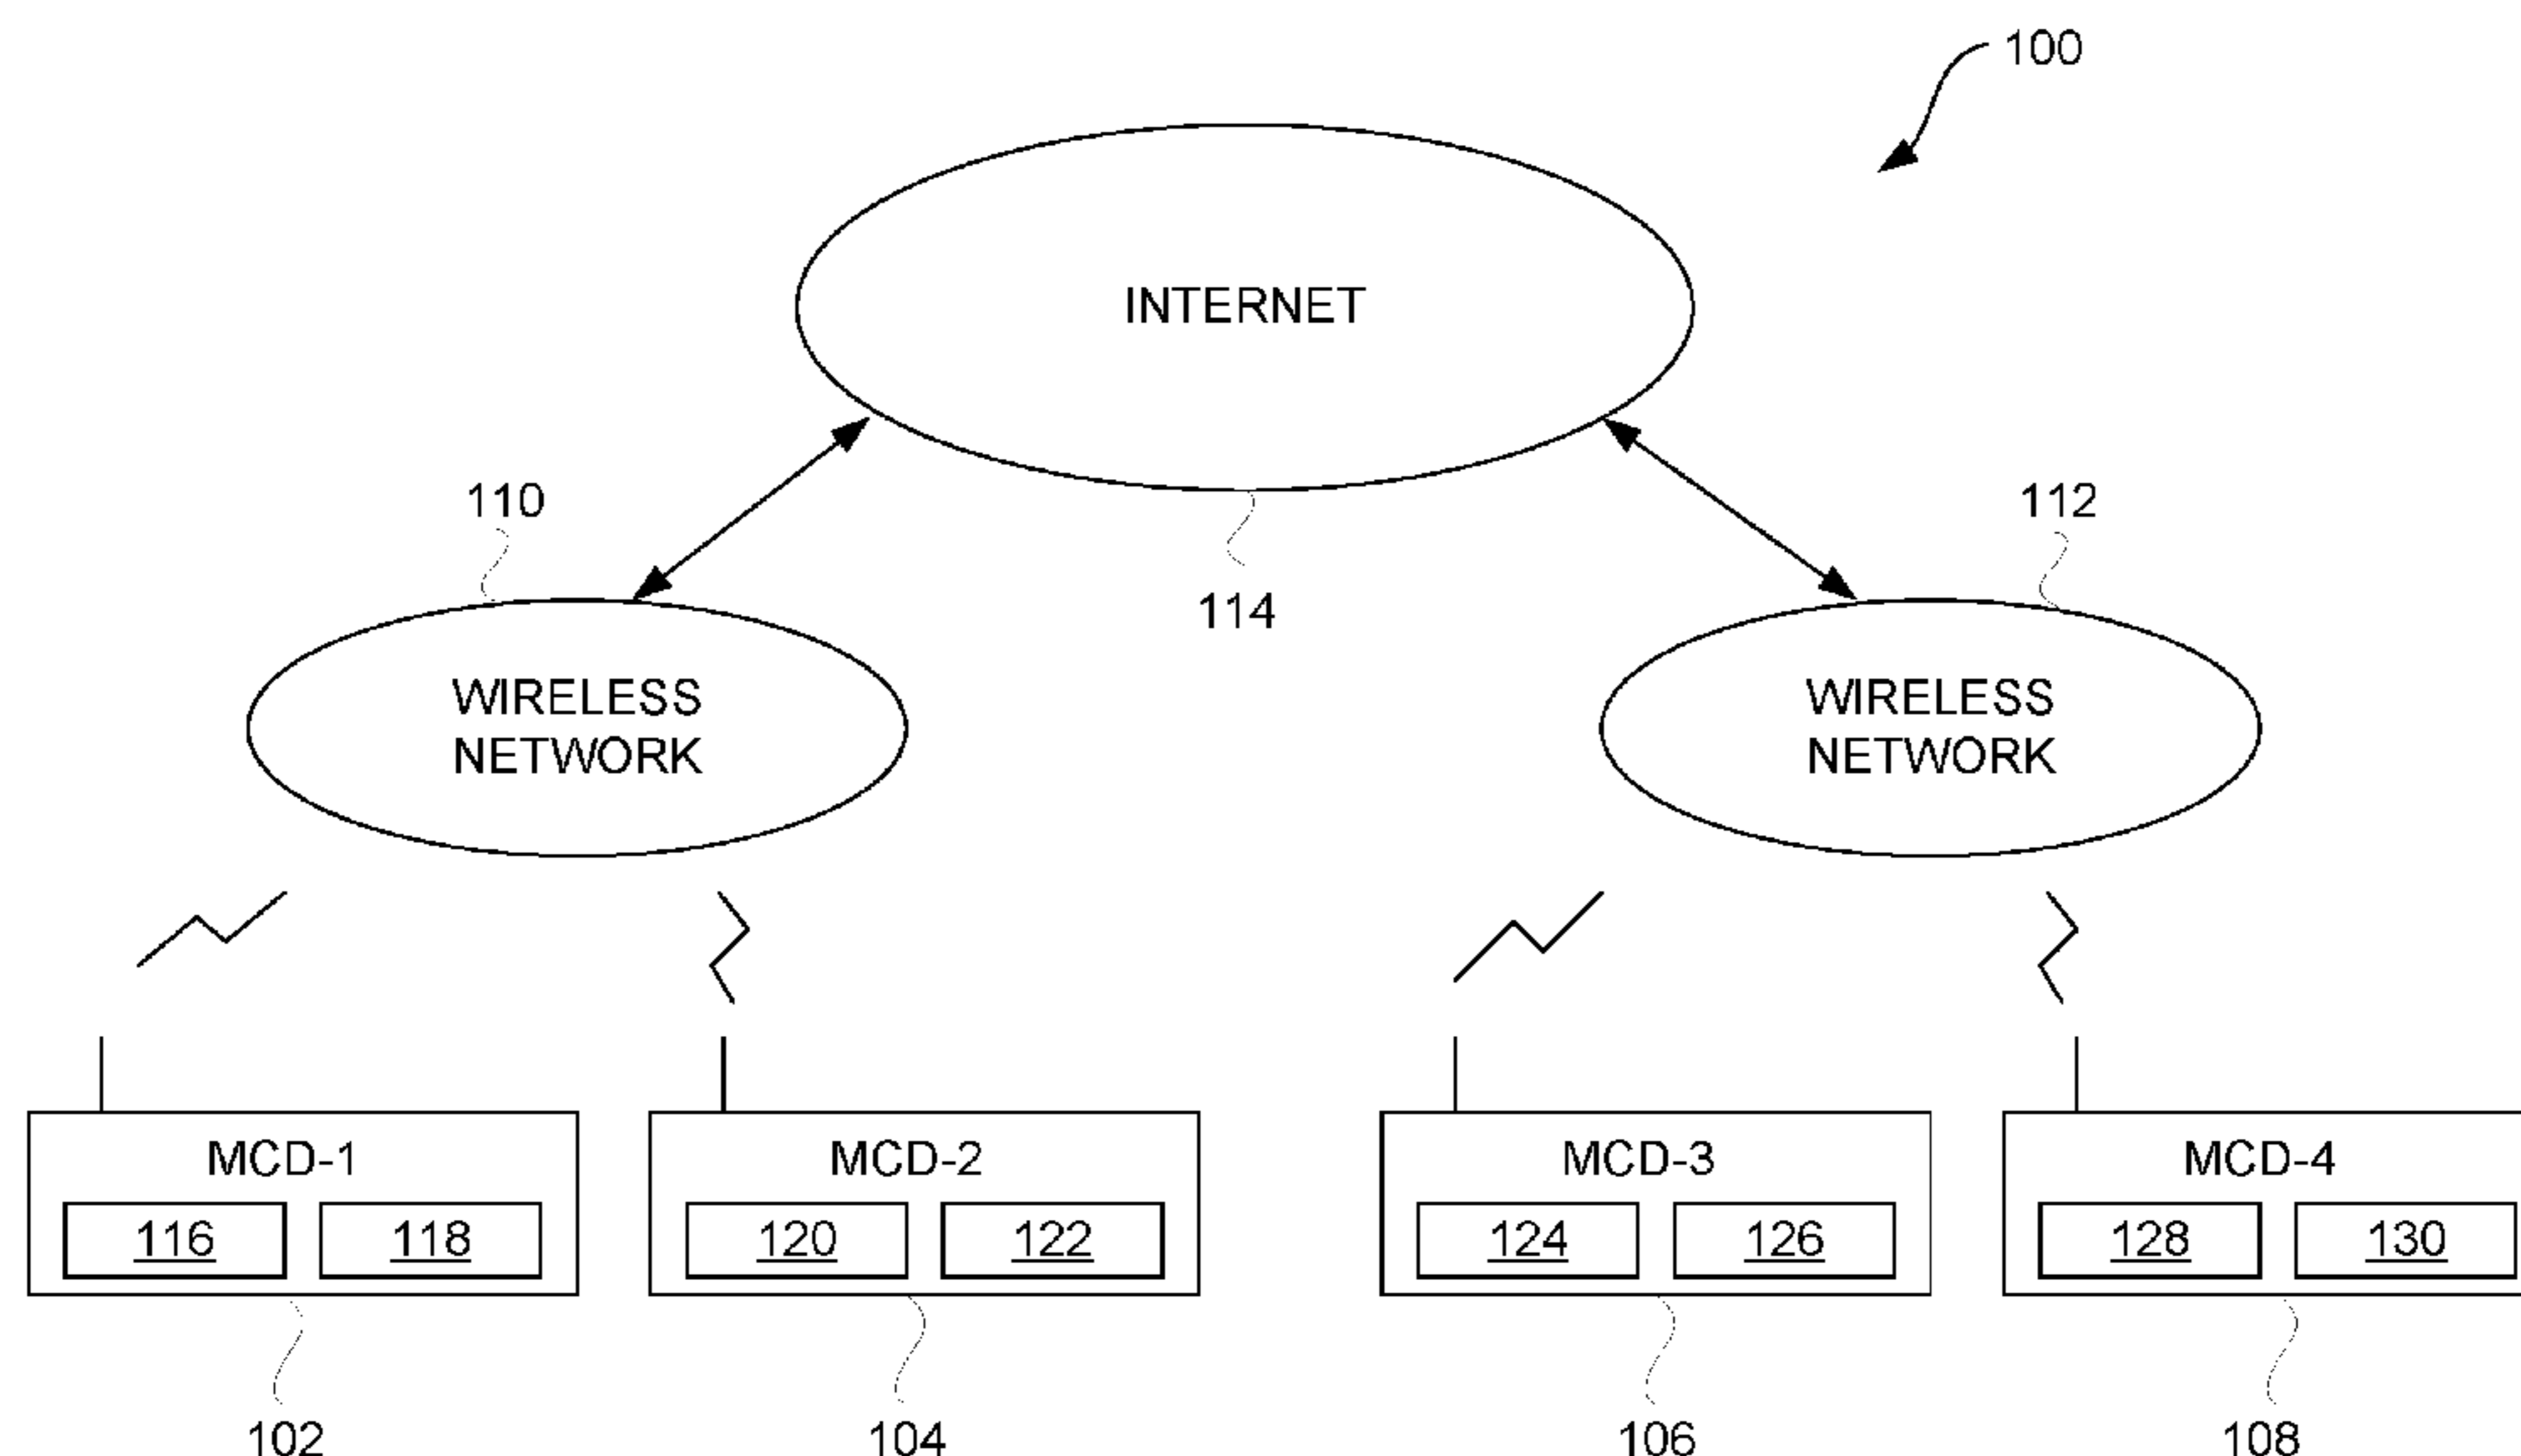 100
INTERNET
110
112
114
WIRELESS
NETWORK
WIRELESS
NETWORK
MCD-1
MCD-2
MCD-3
MCD-4
116
118
120
122
124
126
128
130
102
104
106
108